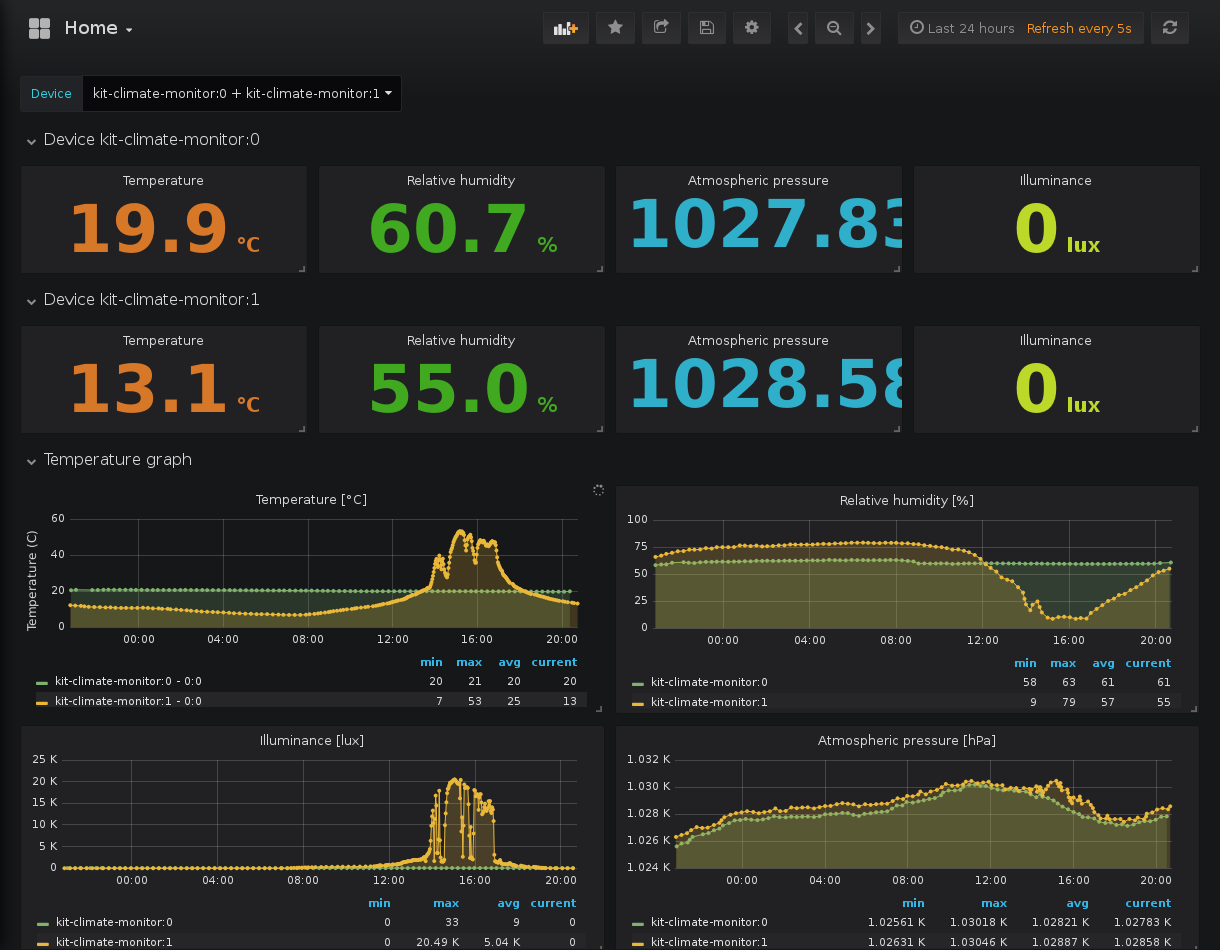 Home
Last 24 hours Refresh every 5s
Device kit-climate-monitor:0 + kit-climate-monitor:1
Device kit-climate-monitor:0
Temperature Relative humidity Atmospheric pressure Illuminance
19.9 °C 60.7 % 1027.83 0 lux
Device kit-climate-monitor:1
Temperature Relative humidity Atmospheric pressure Illuminance
13.1 °C 55.0 % 1028.58 0 lux
Temperature graph
Temperature [°C]
Temperature (C)
60
40
20
0
00:00 04:00 08:00 12:00 16:00 20:00
min max avg current
kit-climate-monitor:0 - 0:0 20 21 20 20
kit-climate-monitor:1 - 0:0 7 53 25 13
Relative humidity [%]
100
75
50
25
0
00:00 04:00 08:00 12:00 16:00 20:00
min max avg current
kit-climate-monitor:0 58 63 61 61
kit-climate-monitor:1 9 79 57 55
Illuminance [lux]
25 K
20 K
15 K
10 K
5 K
0
00:00 04:00 08:00 12:00 16:00 20:00
min max avg current
kit-climate-monitor:0 0 33 9 0
kit-climate-monitor:1 0 20.49 K 5.04 K 0
Atmospheric pressure [hPa]
1.032 K
1.030 K
1.028 K
1.026 K
1.024 K
00:00 04:00 08:00 12:00 16:00 20:00
min max avg current
kit-climate-monitor:0 1.02561 K 1.03018 K 1.02821 K 1.02783 K
kit-climate-monitor:1 1.02631 K 1.03046 K 1.02887 K 1.02858 K